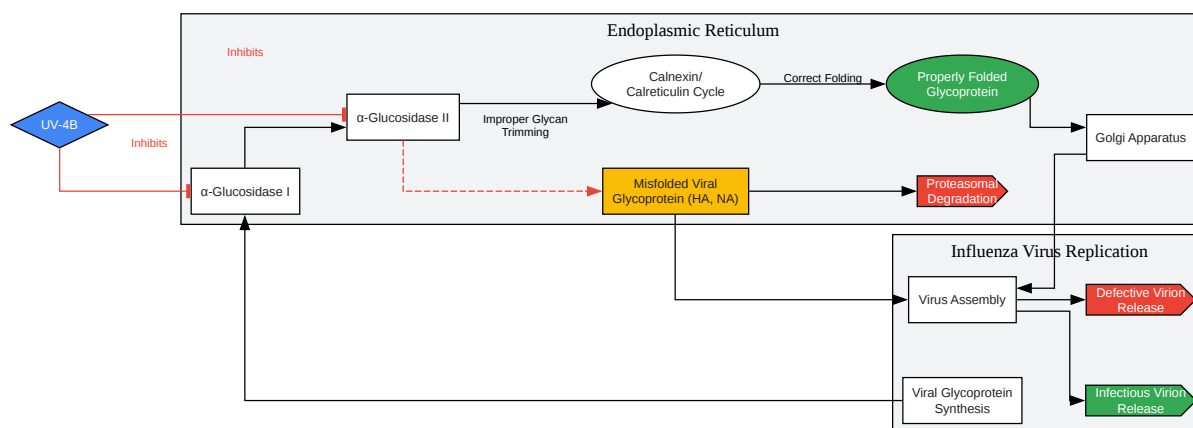 Endoplasmic Reticulum
Inhibits
Calnexin/
Calreticulin Cycle
Correct Folding
Properly Folded
Glycoprotein
UV-4B
α-Glucosidase II
Improper Glycan
Trimming
Inhibits
Golgi Apparatus
α-Glucosidase I
Misfolded Viral
Glycoprotein (HA, NA)
Proteasomal
Degradation
Influenza Virus Replication
Virus Assembly
Defective Virion
Release
Viral Glycoprotein
Synthesis
Infectious Virion
Release